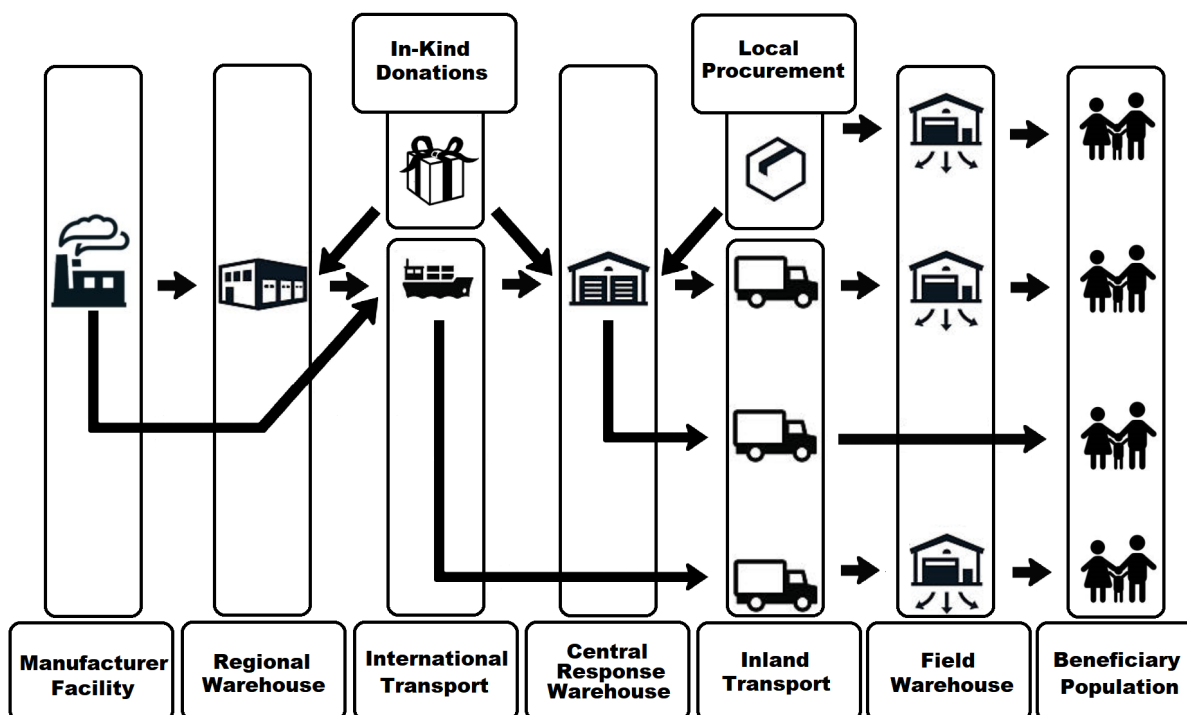 In-Kind
Donations
Local
Procurement
Manufacturer
Facility
Regional
Warehouse
International
Transport
Central
Response
Warehouse
Inland
Transport
Field
Warehouse
Beneficiary
Population